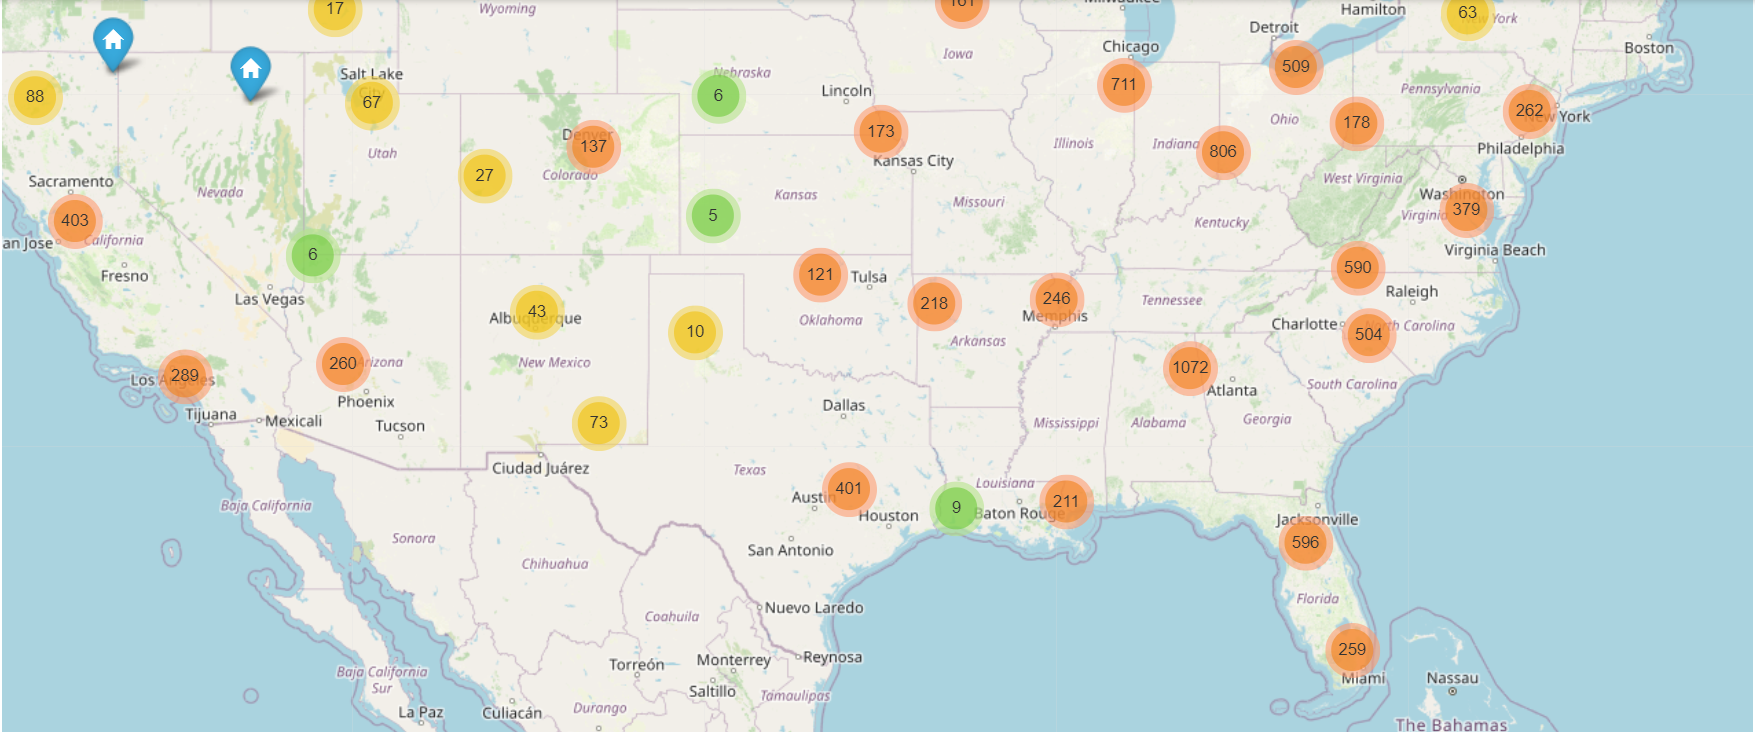 17
Wyoming
161
Milwaukee
Hamilton
63
New York
Detroit
Boston
Iowa
Chicago
509
Salt Lake
City
67
Nebraska
6
Lincoln
711
Pennsylvania
88
262
New York
Ohio
178
Denver
137
173
Kansas City
Illinois
Indiana
806
Philadelphia
Utah
27
Colorado
West Virginia
Sacramento
Nevada
Kansas
Missouri
Washington
403
5
Kentucky
Virginia
379
an Jose
California
6
Virginia Beach
Fresno
121
Tulsa
590
Las Vegas
218
246
Tennessee
Raleigh
43
Albuquerque
10
Oklahoma
Memphis
Charlotte
504
North Carolina
Arkansas
260
Arizona
New Mexico
1072
Los Angeles
289
Atlanta
South Carolina
Phoenix
Dallas
Tijuana
Mexicali
Tucson
73
Mississippi
Alabama
Georgia
Ciudad Juárez
Texas
Louisiana
Baja California
Austin
401
9
Baton Rouge
211
Houston
Jacksonville
Sonora
596
San Antonio
Chihuahua
Florida
Coahuila
Nuevo Laredo
259
Torreón
Monterrey
Reynosa
Baja California
Sur
Miami
Nassau
Saltillo
Tamaulipas
La Paz
Culiacán
Durango
The Bahamas